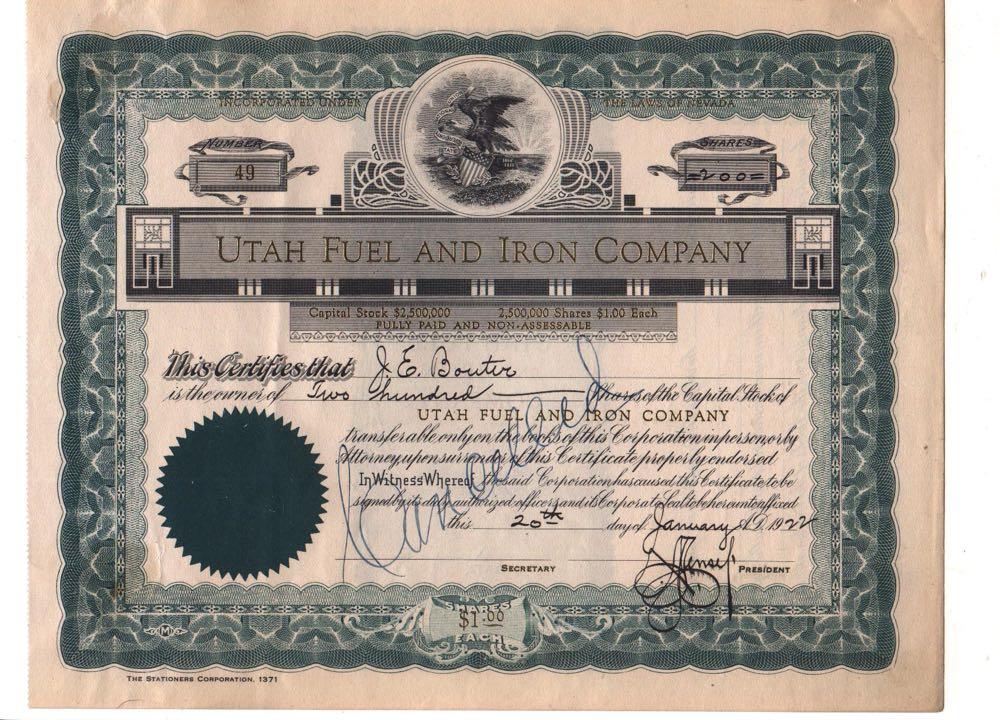 INCORPORATED UNDER THE LAWS OF NEVADA
NUMBER SHARES
49 =200=
UTAH FUEL AND IRON COMPANY
Capital Stock $2,500,000 2,500,000 Shares $1.00 Each
FULLY PAID AND NON-ASSESSABLE
This Certifies that J. E. Bouter
is the owner of Two hundred Shares of the Capital Stock of
UTAH FUEL AND IRON COMPANY
transferable only on the books of this Corporation in person or by
Attorney upon surrender of this Certificate properly endorsed
In Witness Whereof the said Corporation has caused this Certificate to be
signed by its duly authorized officers and its Corporate Seal to be hereunto affixed
this 20th day of January A.D. 1922
Cancelled
SECRETARY PRESIDENT
SHARES
$1.00
EACH
M
THE STATIONERS CORPORATION, 1371